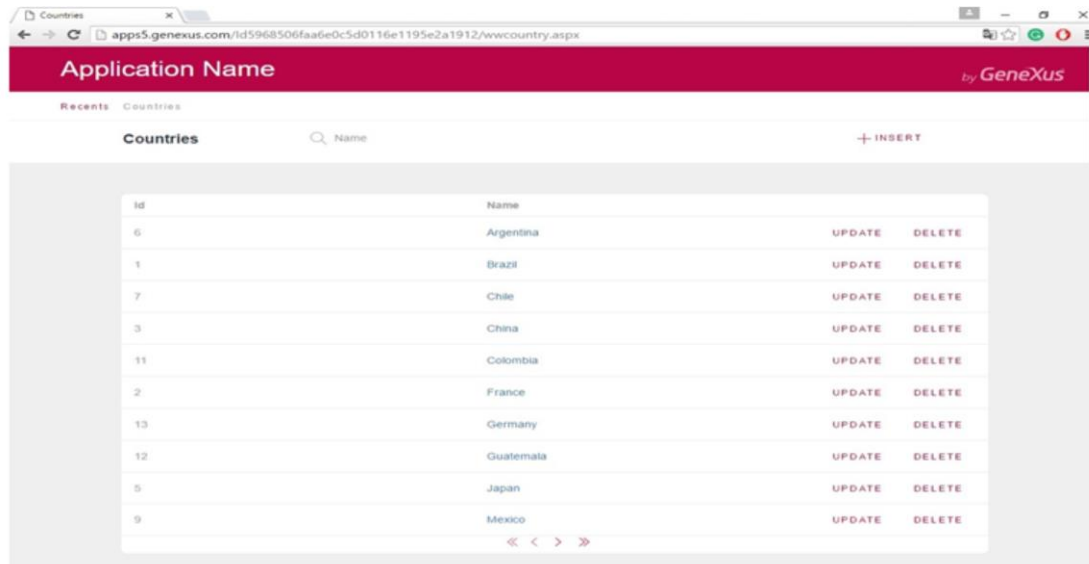 Countries
apps5.genexus.com/Id5968506faa6e0c5d0116e1195e2a1912/wwcountry.aspx
Application Name
by GeneXus
Recents Countries
Countries Name INSERT
Id Name
6 Argentina UPDATE DELETE
1 Brazil UPDATE DELETE
7 Chile UPDATE DELETE
3 China UPDATE DELETE
11 Colombia UPDATE DELETE
2 France UPDATE DELETE
13 Germany UPDATE DELETE
12 Guatemala UPDATE DELETE
5 Japan UPDATE DELETE
9 Mexico UPDATE DELETE